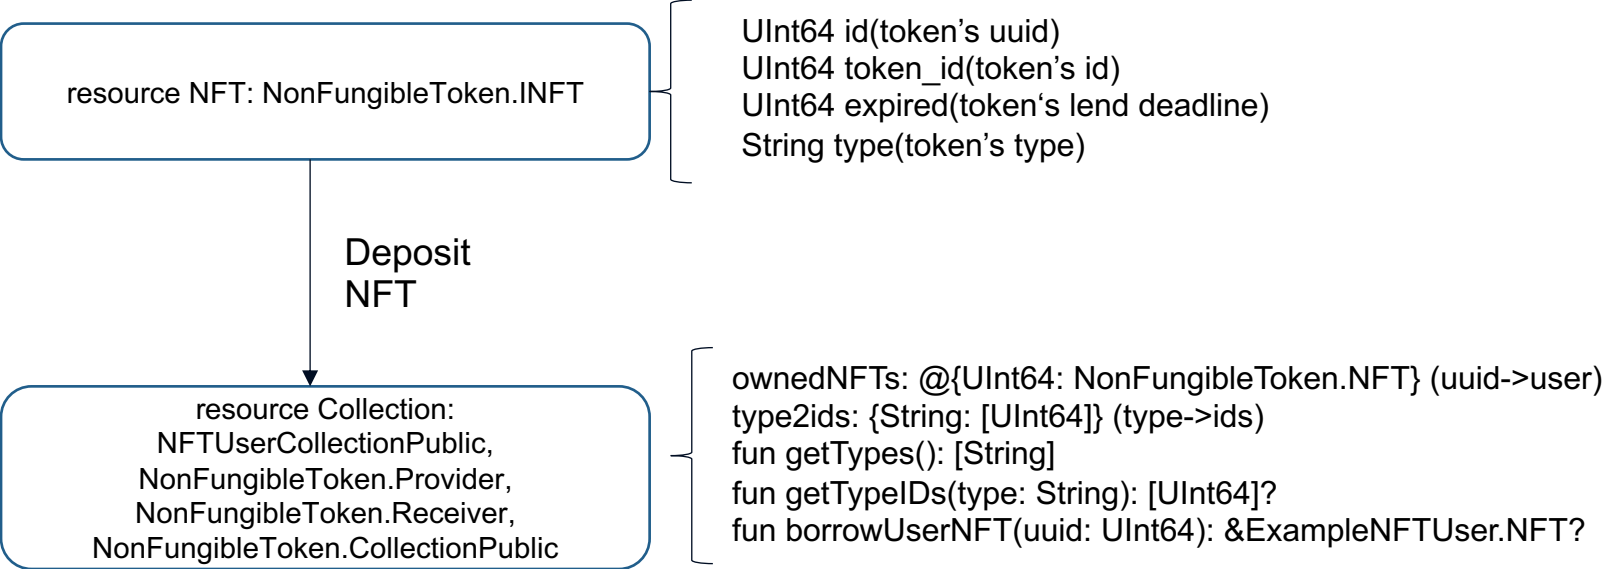 resource NFT: NonFungibleToken.INFT
UInt64 id(token’s uuid)
UInt64 token_id(token’s id)
UInt64 expired(token‘s lend deadline)
String type(token’s type)
Deposit
NFT
resource Collection:
NFTUserCollectionPublic,
NonFungibleToken.Provider,
NonFungibleToken.Receiver,
NonFungibleToken.CollectionPublic
ownedNFTs: @{UInt64: NonFungibleToken.NFT} (uuid->user)
type2ids: {String: [UInt64]} (type->ids)
fun getTypes(): [String]
fun getTypeIDs(type: String): [UInt64]?
fun borrowUserNFT(uuid: UInt64): &ExampleNFTUser.NFT?